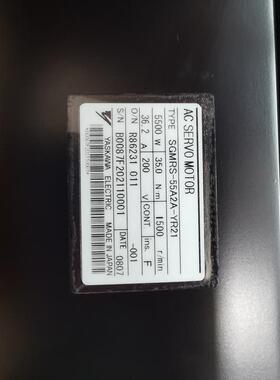 AC SERVO MOTOR
TYPE SGMRS-55A2A-YR21
5500 W 35.0 N m 1500 r/min
36.2 A 200 V CONT ins. F
O/N R86231 011 -001
S/N B0087F202110001 DATE 0807
YASKAWA ELECTRIC MADE IN JAPAN